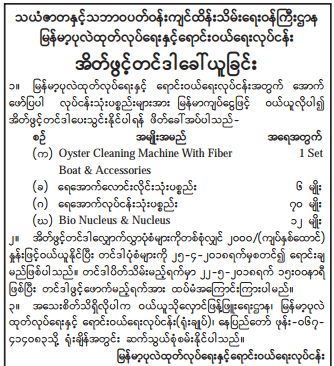 သယံဇာတနှင့်သဘာဝပတ်ဝန်းကျင်ထိန်းသိမ်းရေးဝန်ကြီးဌာန
မြန်မာ့ပုလဲထုတ်လုပ်ရေးနှင့်ရောင်းဝယ်ရေးလုပ်ငန်း
အိတ်ဖွင့်တင်ဒါခေါ်ယူခြင်း
၁။ မြန်မာ့ပုလဲထုတ်လုပ်ရေးနှင့် ရောင်းဝယ်ရေးလုပ်ငန်းအတွက် အောက်
ဖော်ပြပါ လုပ်ငန်းသုံးပစ္စည်းများအား မြန်မာကျပ်ငွေဖြင့် ဝယ်ယူလိုပါ၍
အိတ်ဖွင့်တင်ဒါပေးသွင်းနိုင်ပါရန် ဖိတ်ခေါ်အပ်ပါသည်-
စဉ် အမျိုးအမည် အရေအတွက်
(က) Oyster Cleaning Machine With Fiber 1 Set
Boat & Accessories
(ခ) ရေအောက်လောင်းလိုင်းသုံးပစ္စည်း ၆ မျိုး
(ဂ) ရေအောက်လုပ်ငန်းသုံးပစ္စည်း ၇၀ မျိုး
(ဃ) Bio Nucleus & Nucleus ၁၂ မျိုး
၂။ အိတ်ဖွင့်တင်ဒါလျှောက်လွှာပုံစံများကိုတစ်စုံလျှင် ၂၀၀၀/(ကျပ်နှစ်ထောင်)
နှုန်းဖြင့်ဝယ်ယူနိုင်ပြီး တင်ဒါပုံစံများကို ၂၅-၄-၂၀၁၈ရက်မှစတင်၍ ရောင်းချ
မည်ဖြစ်ပါသည်။ တင်ဒါပိတ်သိမ်းမည့်ရက်မှာ ၂၂-၅-၂၀၁၈ရက် ၁၅းဝဝနာရီ
ဖြစ်ပြီး တင်ဒါဖွင့်ဖောက်မည့်ရက်အား ထပ်မံအကြောင်းကြားပါမည်။
၃။ အသေးစိတ်သိရှိလိုပါက ဝယ်ယူသိုလှောင်ဖြန့်ဖြူးရေးဌာန၊ မြန်မာ့ပုလဲ
ထုတ်လုပ်ရေးနှင့် ရောင်းဝယ်ရေးလုပ်ငန်း(ရုံးချုပ်)၊ နေပြည်တော် ဖုန်း-၀၆၇-
၄၁၄၀၈၃သို့ ရုံးချိန်အတွင်း ဆက်သွယ်စုံစမ်းနိုင်ပါသည်။
မြန်မာ့ပုလဲထုတ်လုပ်ရေးနှင့်ရောင်းဝယ်ရေးလုပ်ငန်း